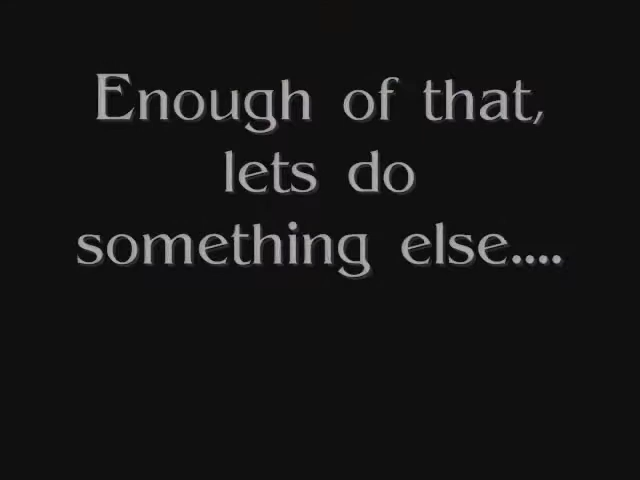 Enough of that,
lets do
something else....